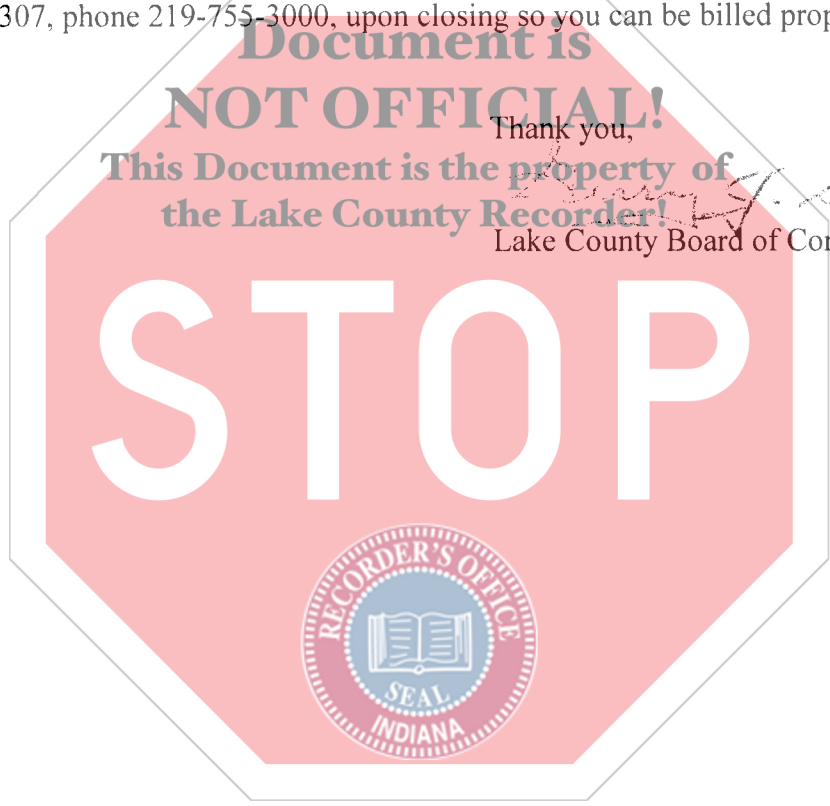 307, phone 219-755-3000, upon closing so you can be billed prop
Document is
NOT OFFICIAL!
Thank you,
This Document is the property of
the Lake County Recorder!
Lake County Board of Con
STOP
RECORDER'S OFFICE
SEAL
INDIANA